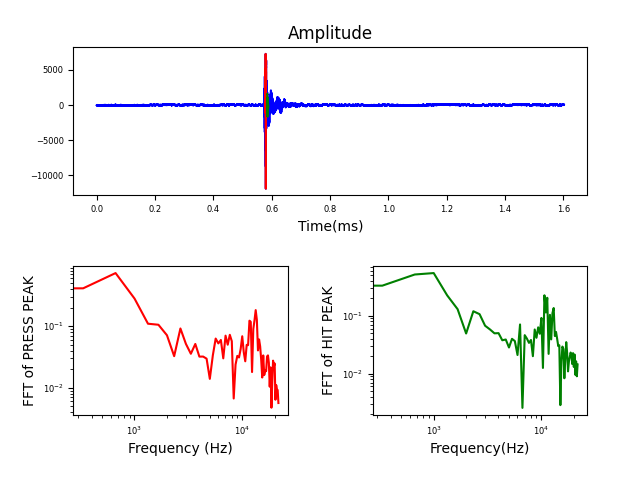 Amplitude
5000
0
−5000
−10000
0.0 0.2 0.4 0.6 0.8 1.0 1.2 1.4 1.6
Time(ms)
FFT of PRESS PEAK
10⁻¹
10⁻²
10³ 10⁴
Frequency (Hz)
FFT of HIT PEAK
10⁻¹
10⁻²
10³ 10⁴
Frequency(Hz)